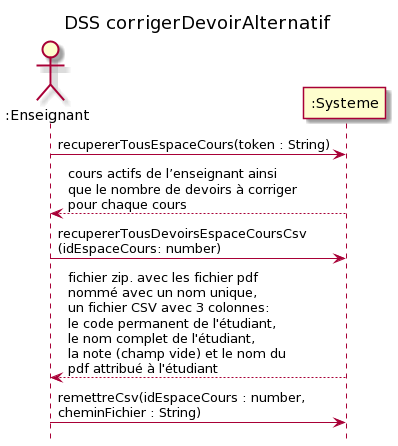 DSS corrigerDevoirAlternatif
:Enseignant
:Systeme
recupererTousEspaceCours(token : String)
cours actifs de l’enseignant ainsi
que le nombre de devoirs à corriger
pour chaque cours
recupererTousDevoirsEspaceCoursCsv
(idEspaceCours: number)
fichier zip. avec les fichier pdf
nommé avec un nom unique,
un fichier CSV avec 3 colonnes:
le code permanent de l'étudiant,
le nom complet de l'étudiant,
la note (champ vide) et le nom du
pdf attribué à l'étudiant
remettreCsv(idEspaceCours : number,
cheminFichier : String)